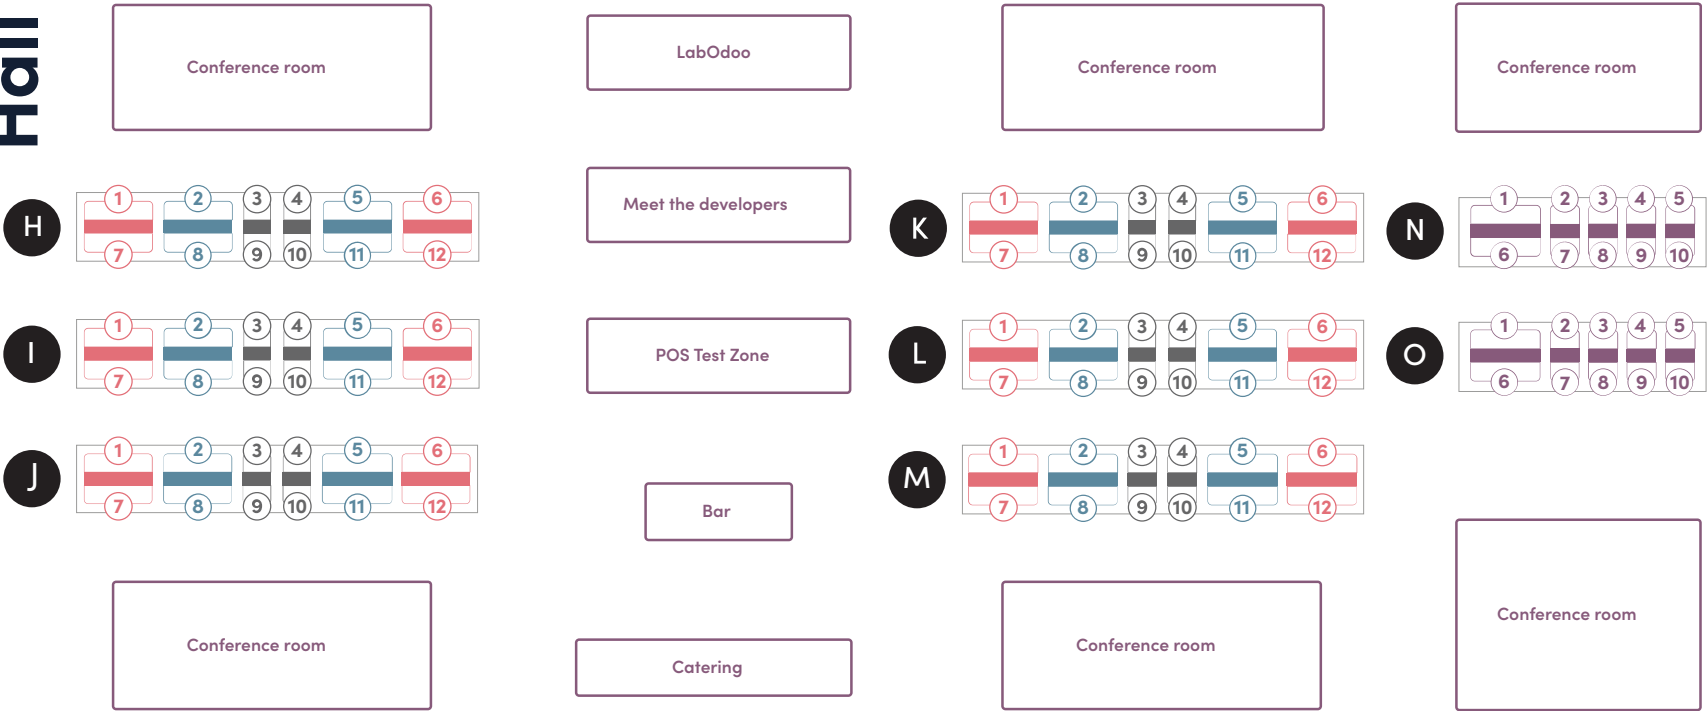 Hall
Conference room
LabOdoo
Conference room
Conference room
Meet the developers
H
1 2 3 4 5 6
7 8 9 10 11 12
K
1 2 3 4 5 6
7 8 9 10 11 12
N
1 2 3 4 5
6 7 8 9 10
I
1 2 3 4 5 6
7 8 9 10 11 12
POS Test Zone
L
1 2 3 4 5 6
7 8 9 10 11 12
O
1 2 3 4 5
6 7 8 9 10
J
1 2 3 4 5 6
7 8 9 10 11 12
Bar
M
1 2 3 4 5 6
7 8 9 10 11 12
Conference room
Catering
Conference room
Conference room